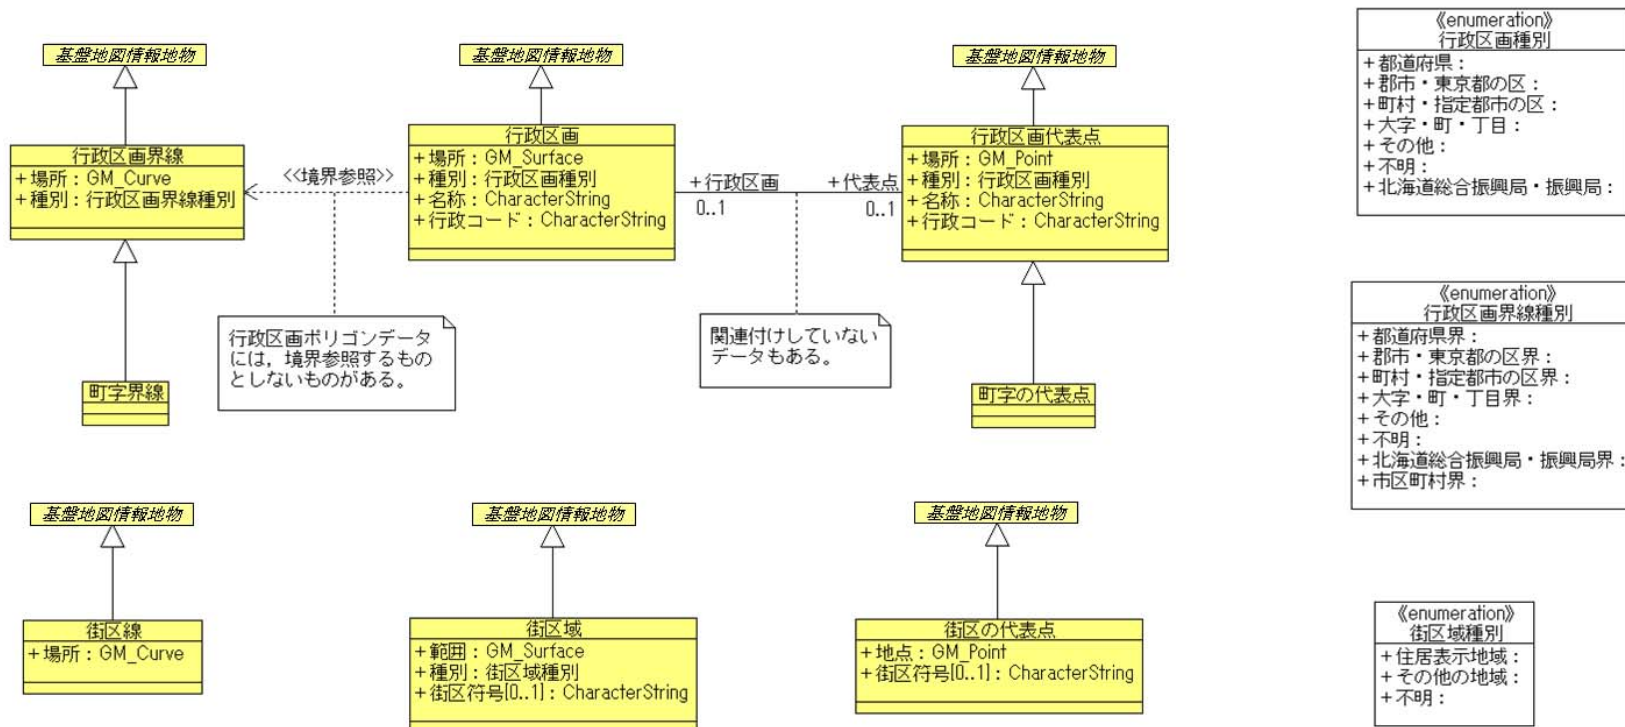 基盤地図情報地物
行政区画界線
+場所：GM_Curve
+種別：行政区画界線種別
町字界線
<<境界参照>>
行政区画ポリゴンデータ
には，境界参照するもの
としないものがある。
基盤地図情報地物
行政区画
+場所：GM_Surface
+種別：行政区画種別
+名称：CharacterString
+行政コード：CharacterString
+行政区画
0..1
+代表点
0..1
関連付けしていない
データもある。
基盤地図情報地物
行政区画代表点
+場所：GM_Point
+種別：行政区画種別
+名称：CharacterString
+行政コード：CharacterString
町字の代表点
《enumeration》
行政区画種別
+都道府県：
+郡市・東京都の区：
+町村・指定都市の区：
+大字・町・丁目：
+その他：
+不明：
+北海道総合振興局・振興局：
《enumeration》
行政区画界線種別
+都道府県界：
+郡市・東京都の区界：
+町村・指定都市の区界：
+大字・町・丁目界：
+その他：
+不明：
+北海道総合振興局・振興局界：
+市区町村界：
基盤地図情報地物
街区線
+場所：GM_Curve
基盤地図情報地物
街区域
+範囲：GM_Surface
+種別：街区域種別
+街区符号[0..1]：CharacterString
基盤地図情報地物
街区の代表点
+地点：GM_Point
+街区符号[0..1]：CharacterString
《enumeration》
街区域種別
+住居表示地域：
+その他の地域：
+不明：